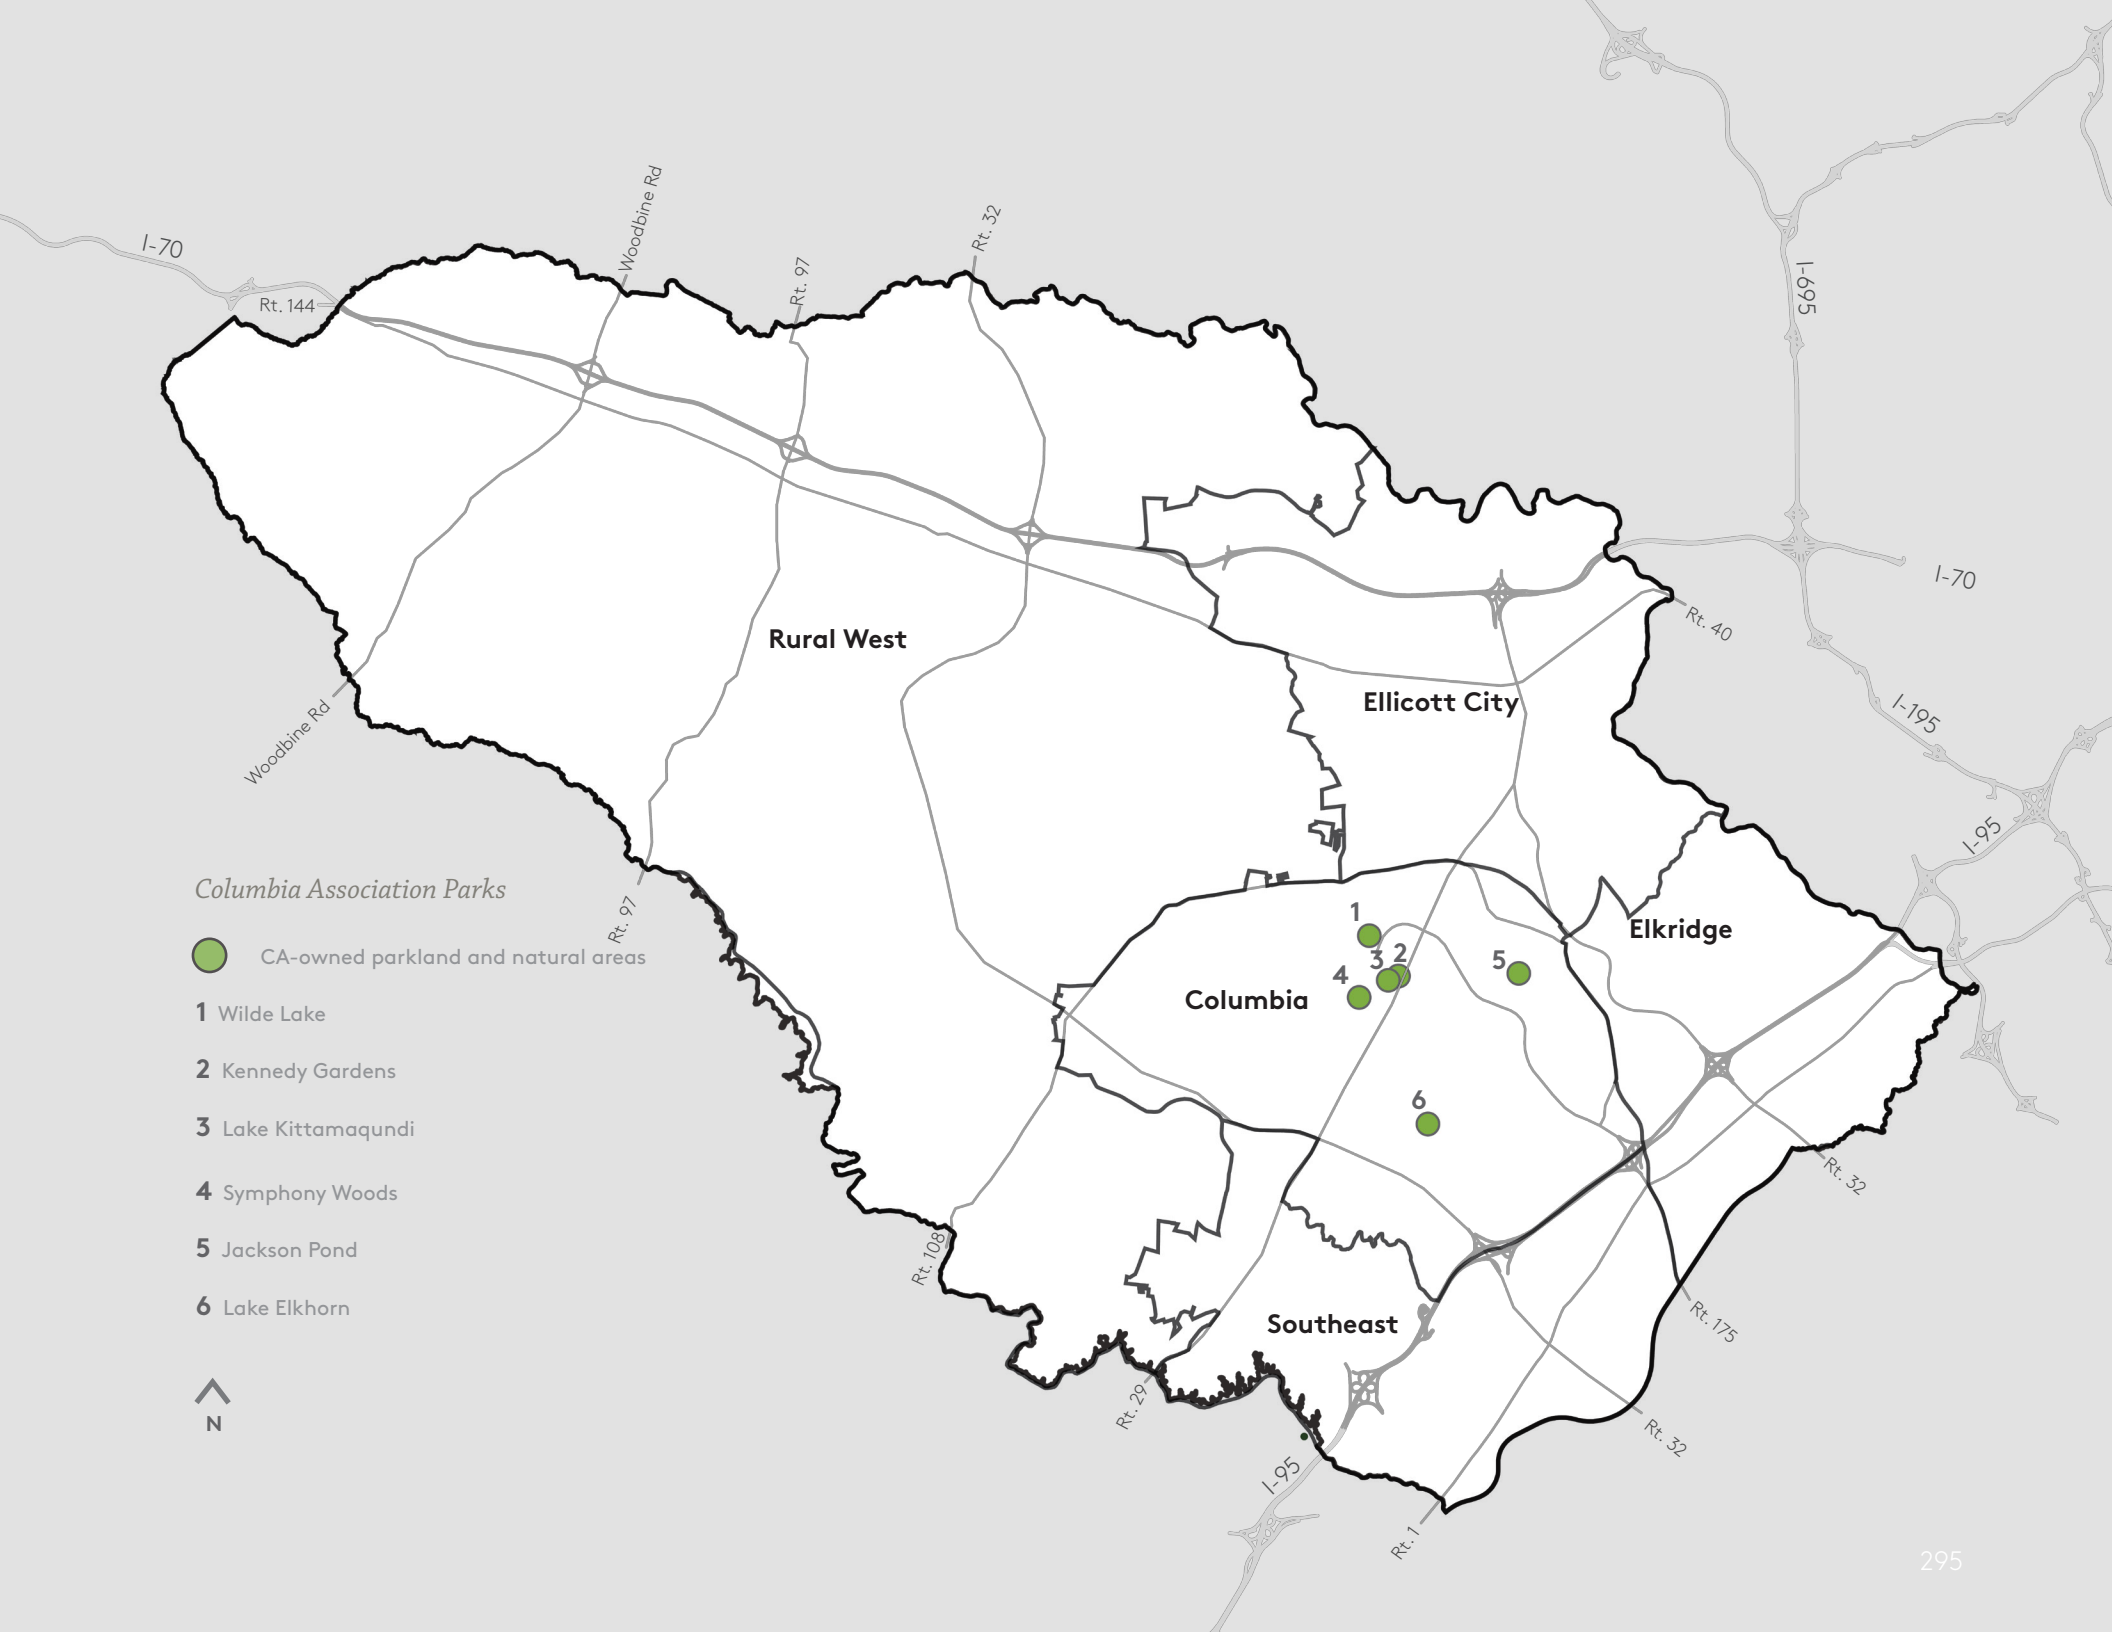 I-70
Rt. 144
Woodbine Rd
Rt. 97
Rt. 32
I-695
I-70
Rt. 40
Rural West
Ellicott City
I-195
Woodbine Rd
I-95
Columbia Association Parks
Rt. 97
CA-owned parkland and natural areas
1 Wilde Lake
2 Kennedy Gardens
3 Lake Kittamaqundi
4 Symphony Woods
5 Jackson Pond
6 Lake Elkhorn
N
1
Elkridge
3 2
5
4
Columbia
6
Rt. 32
Rt. 108
Southeast
Rt. 175
Rt. 29
Rt. 32
I-95
Rt. 1
295